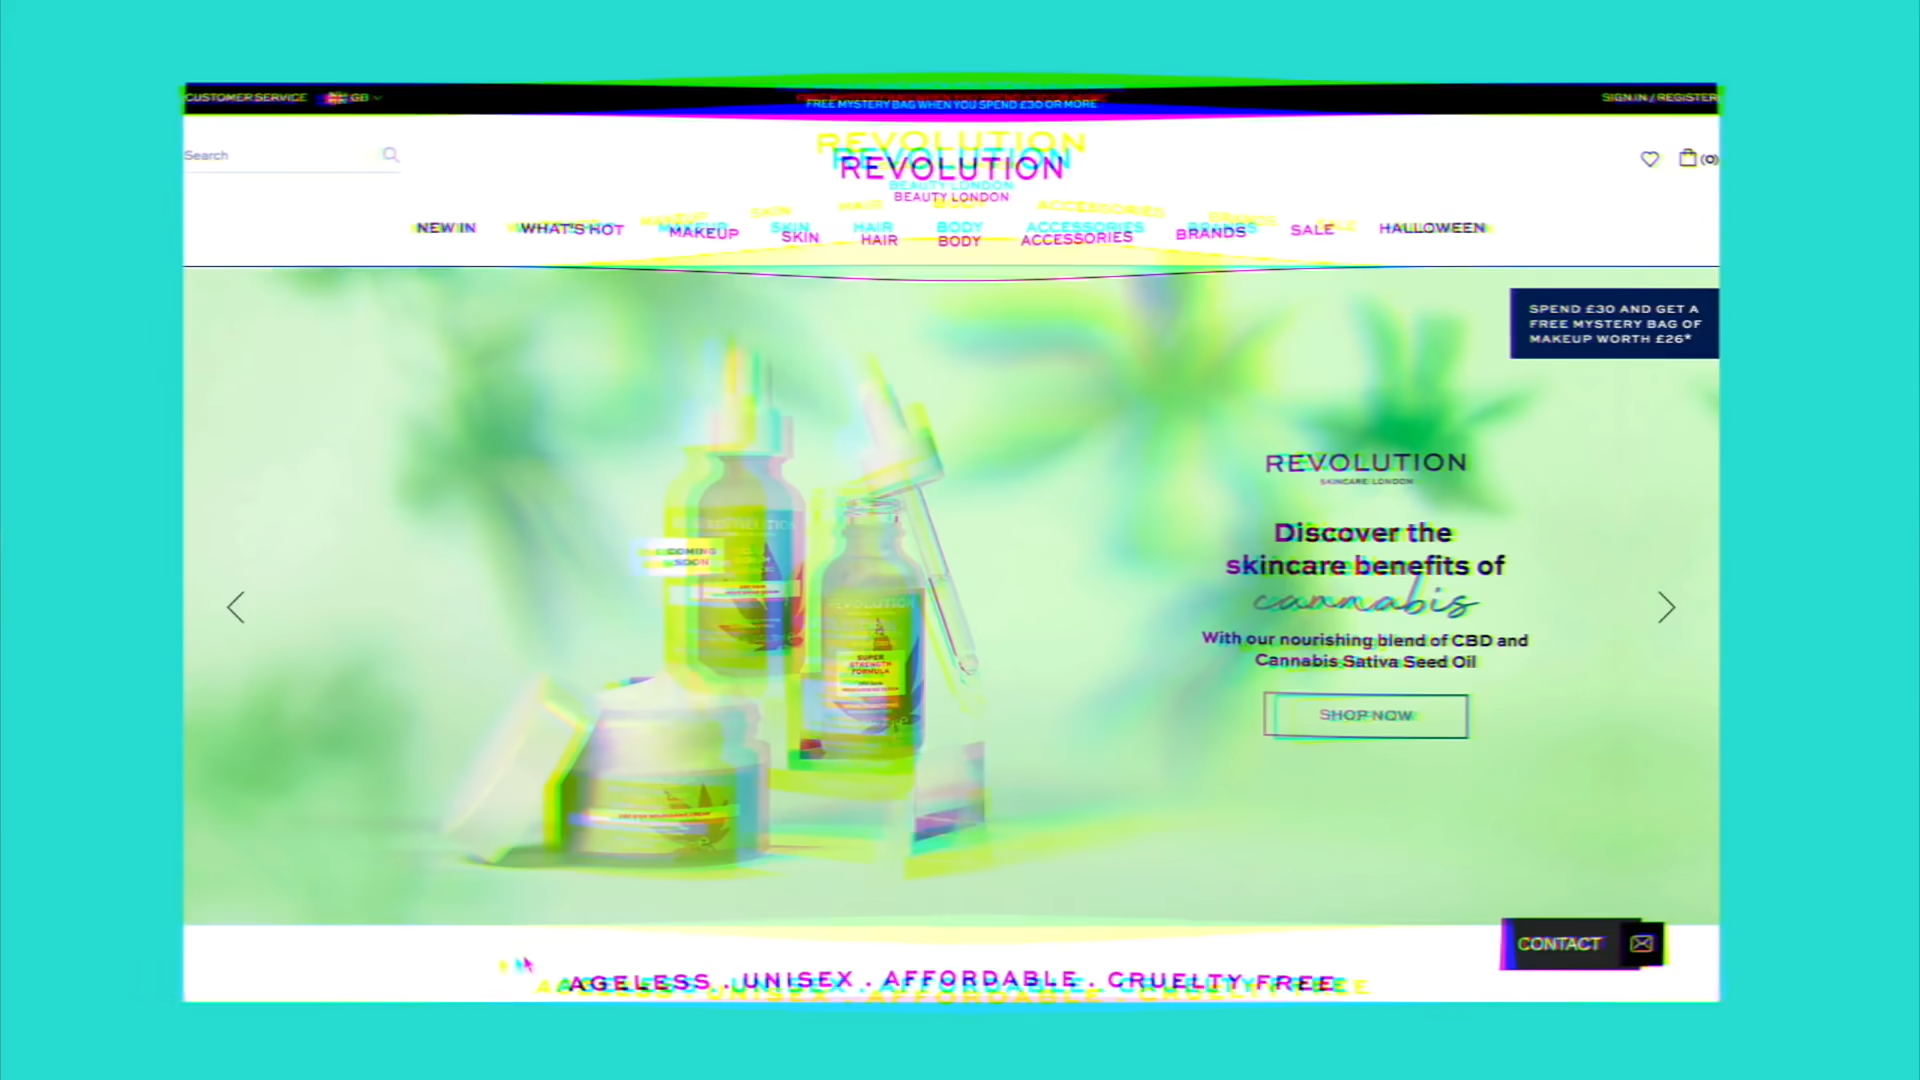 CUSTOMER SERVICE GB
FREE MYSTERY BAG WHEN YOU SPEND £30 OR MORE
SIGN IN / REGISTER
Search
REVOLUTION
BEAUTY LONDON
(0)
NEW IN WHAT'S HOT MAKEUP SKIN HAIR BODY ACCESSORIES BRANDS SALE HALLOWEEN
SPEND £30 AND GET A
FREE MYSTERY BAG OF
MAKEUP WORTH £26*
REVOLUTION
SKINCARE LONDON
Discover the
skincare benefits of
cannabis
With our nourishing blend of CBD and
Cannabis Sativa Seed Oil
SHOP NOW
REVOLUTION
COMING
SOON
REVOLUTION
SUPER
STRENGTH
FORMULA
CONTACT
AGELESS . UNISEX . AFFORDABLE . CRUELTY FREE